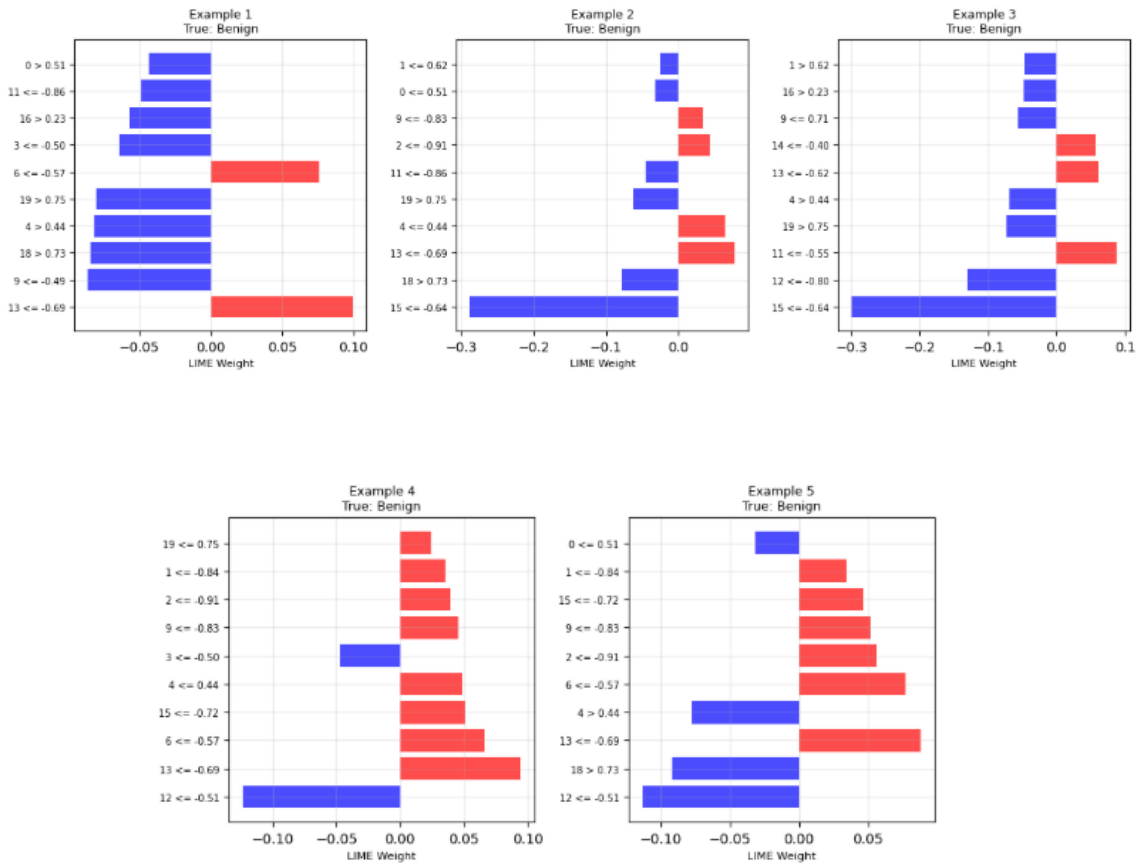 Example 1
True: Benign
0 > 0.51
11 <= -0.86
16 > 0.23
3 <= -0.50
6 <= -0.57
19 > 0.75
4 > 0.44
18 > 0.73
9 <= -0.49
13 <= -0.69
−0.05 0.00 0.05 0.10
LIME Weight
Example 2
True: Benign
1 <= 0.62
0 <= 0.51
9 <= -0.83
2 <= -0.91
11 <= -0.86
19 > 0.75
4 <= 0.44
13 <= -0.69
18 > 0.73
15 <= -0.64
−0.3 −0.2 −0.1 0.0
LIME Weight
Example 3
True: Benign
1 > 0.62
16 > 0.23
9 <= 0.71
14 <= -0.40
13 <= -0.62
4 > 0.44
19 > 0.75
11 <= -0.55
12 <= -0.80
15 <= -0.64
−0.3 −0.2 −0.1 0.0 0.1
LIME Weight
Example 4
True: Benign
19 <= 0.75
1 <= -0.84
2 <= -0.91
9 <= -0.83
3 <= -0.50
4 <= 0.44
15 <= -0.72
6 <= -0.57
13 <= -0.69
12 <= -0.51
−0.10 −0.05 0.00 0.05 0.10
LIME Weight
Example 5
True: Benign
0 <= 0.51
1 <= -0.84
15 <= -0.72
9 <= -0.83
2 <= -0.91
6 <= -0.57
4 > 0.44
13 <= -0.69
18 > 0.73
12 <= -0.51
−0.10 −0.05 0.00 0.05
LIME Weight